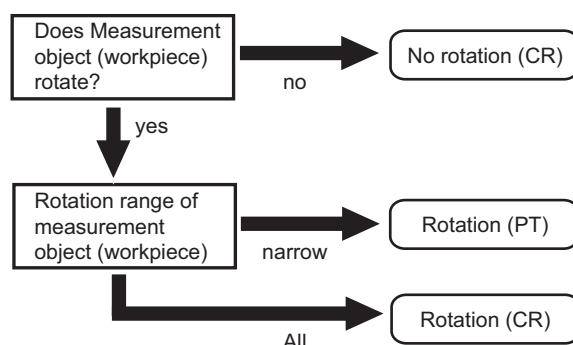 Does Measurement
object (workpiece)
rotate?
No rotation (CR)
no
yes
Rotation range of
measurement
object (workpiece)
Rotation (PT)
narrow
Rotation (CR)
All